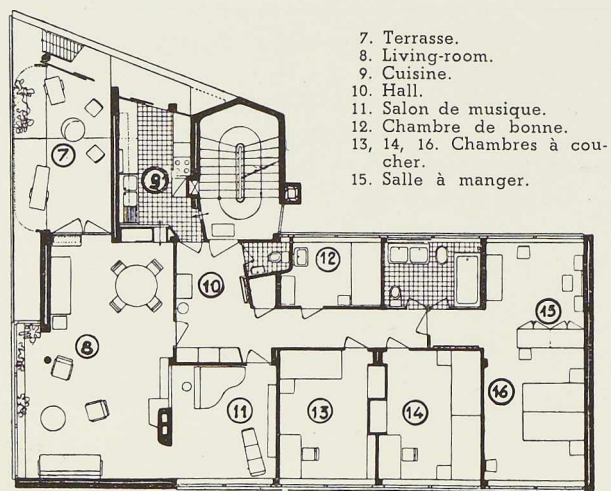 7. Terrasse.
8. Living-room.
9. Cuisine.
10. Hall.
11. Salon de musique.
12. Chambre de bonne.
13, 14, 16. Chambres à cou-
cher.
15. Salle à manger.
7
9
10
12
15
8
11
13
14
16